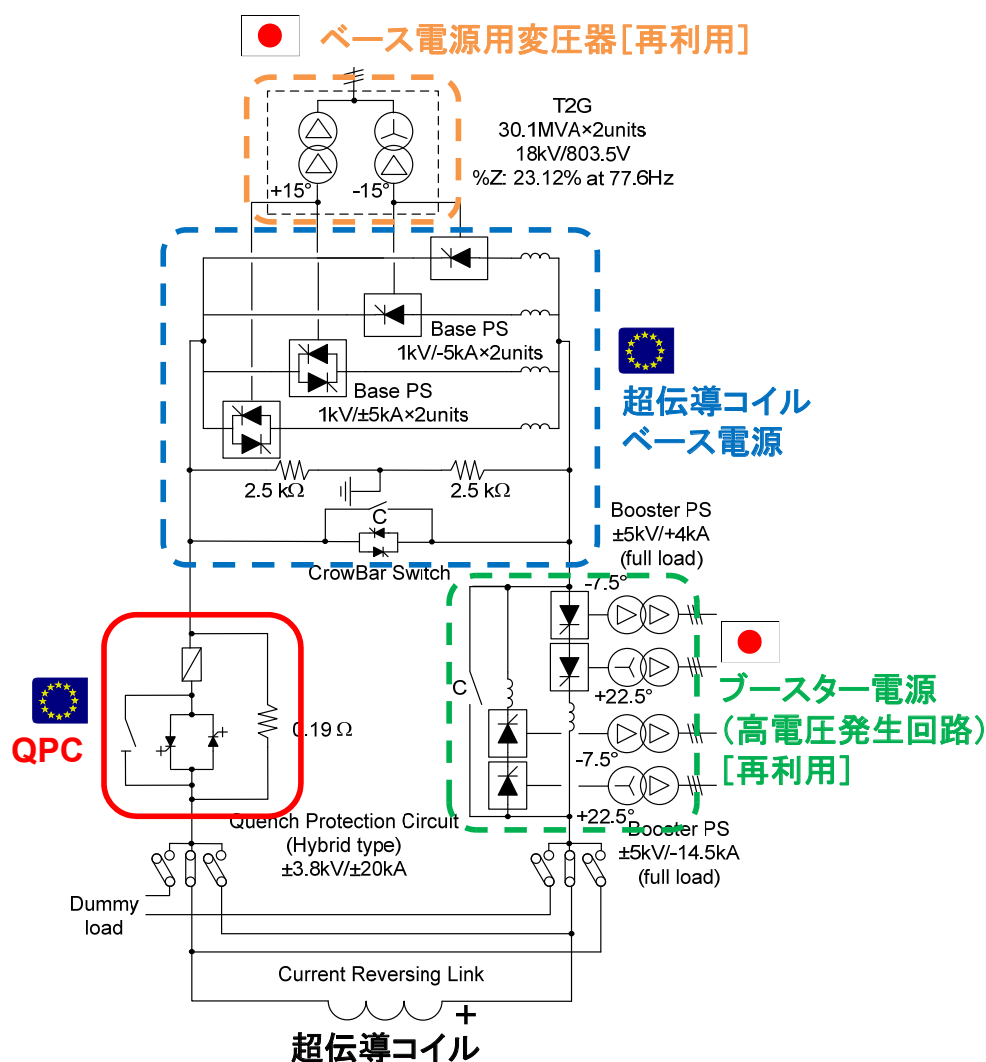 ベース電源用変圧器[再利用]
T2G
30.1MVA×2units
18kV/803.5V
%Z: 23.12% at 77.6Hz
+15°
-15°
Base PS
1kV/-5kA×2units
Base PS
1kV/±5kA×2units
超伝導コイル
ベース電源
2.5 kΩ
2.5 kΩ
C
CrowBar Switch
Booster PS
±5kV/+4kA
(full load)
-7.5°
+22.5°
C
-7.5°
+22.5°
ブースター電源
(高電圧発生回路)
[再利用]
QPC
0.19 Ω
Quench Protection Circuit
(Hybrid type)
±3.8kV/±20kA
Booster PS
±5kV/-14.5kA
(full load)
Dummy
load
Current Reversing Link
+
超伝導コイル